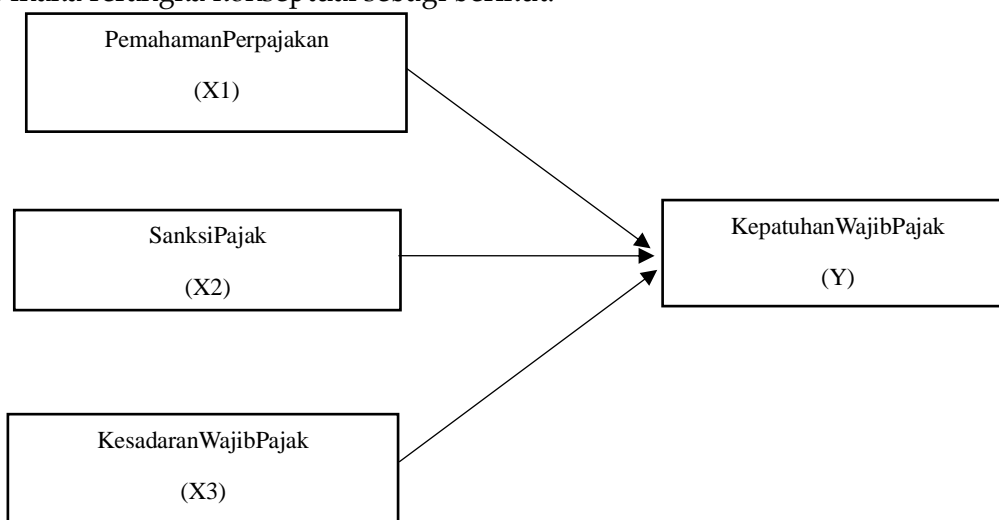 PemahamanPerpajakan
(X1)
SanksiPajak
(X2)
KepatuhanWajibPajak
(Y)
KesadaranWajibPajak
(X3)